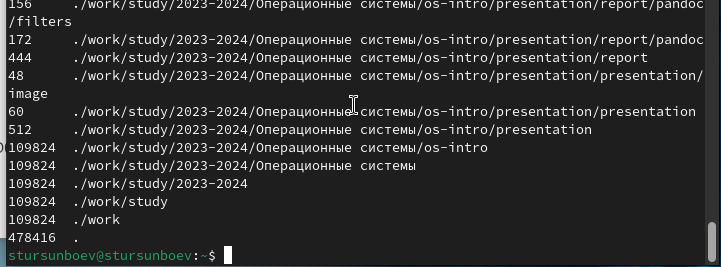 156     ./work/study/2023-2024/Операционные системы/os-intro/presentation/report/pandoc
/filters
172     ./work/study/2023-2024/Операционные системы/os-intro/presentation/report/pandoc
444     ./work/study/2023-2024/Операционные системы/os-intro/presentation/report
48      ./work/study/2023-2024/Операционные системы/os-intro/presentation/presentation/
image
60      ./work/study/2023-2024/Операционные системы/os-intro/presentation/presentation
512     ./work/study/2023-2024/Операционные системы/os-intro/presentation
109824  ./work/study/2023-2024/Операционные системы/os-intro
109824  ./work/study/2023-2024/Операционные системы
109824  ./work/study/2023-2024
109824  ./work/study
109824  ./work
478416  .
stursunboev@stursunboev:~$